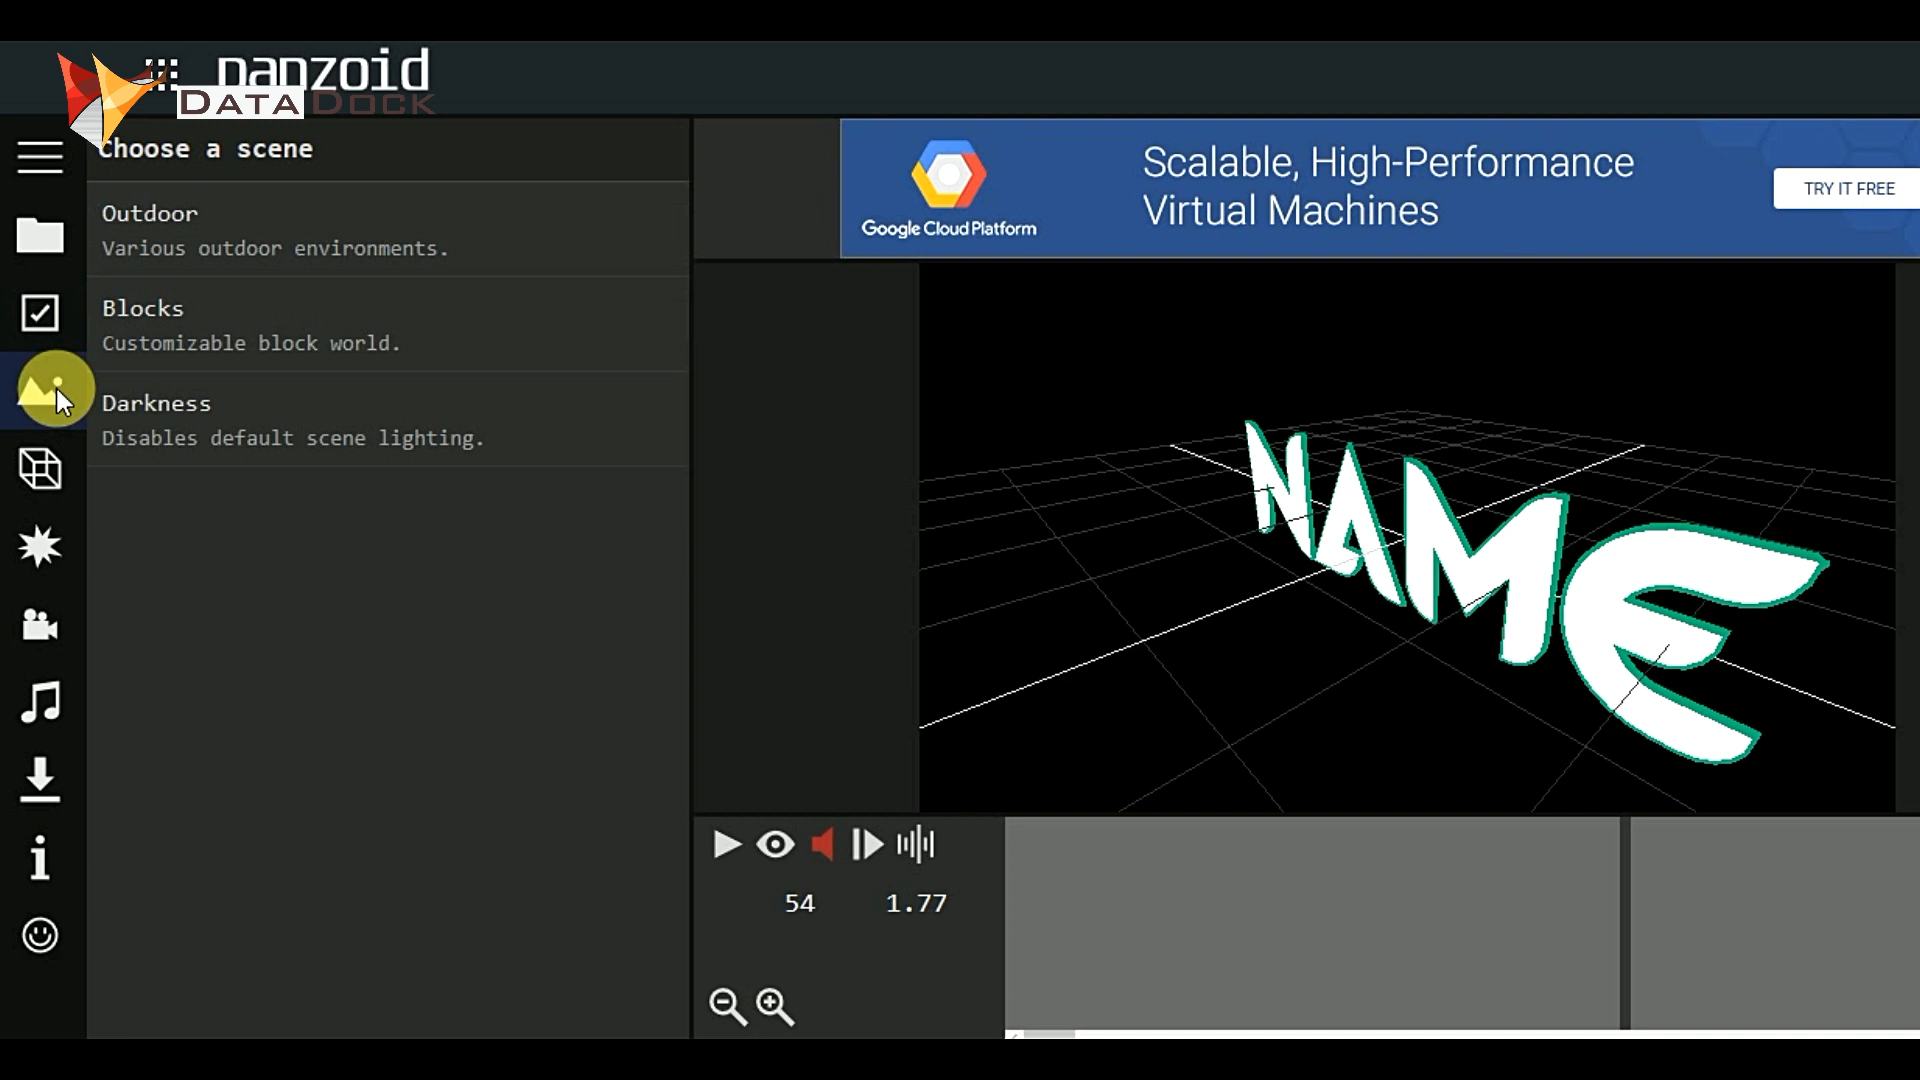 panzoid
DATA DOCK
Choose a scene
Outdoor
Various outdoor environments.
Blocks
Customizable block world.
Darkness
Disables default scene lighting.
Google Cloud Platform
Scalable, High-Performance
Virtual Machines
TRY IT FREE
NAME
54 1.77